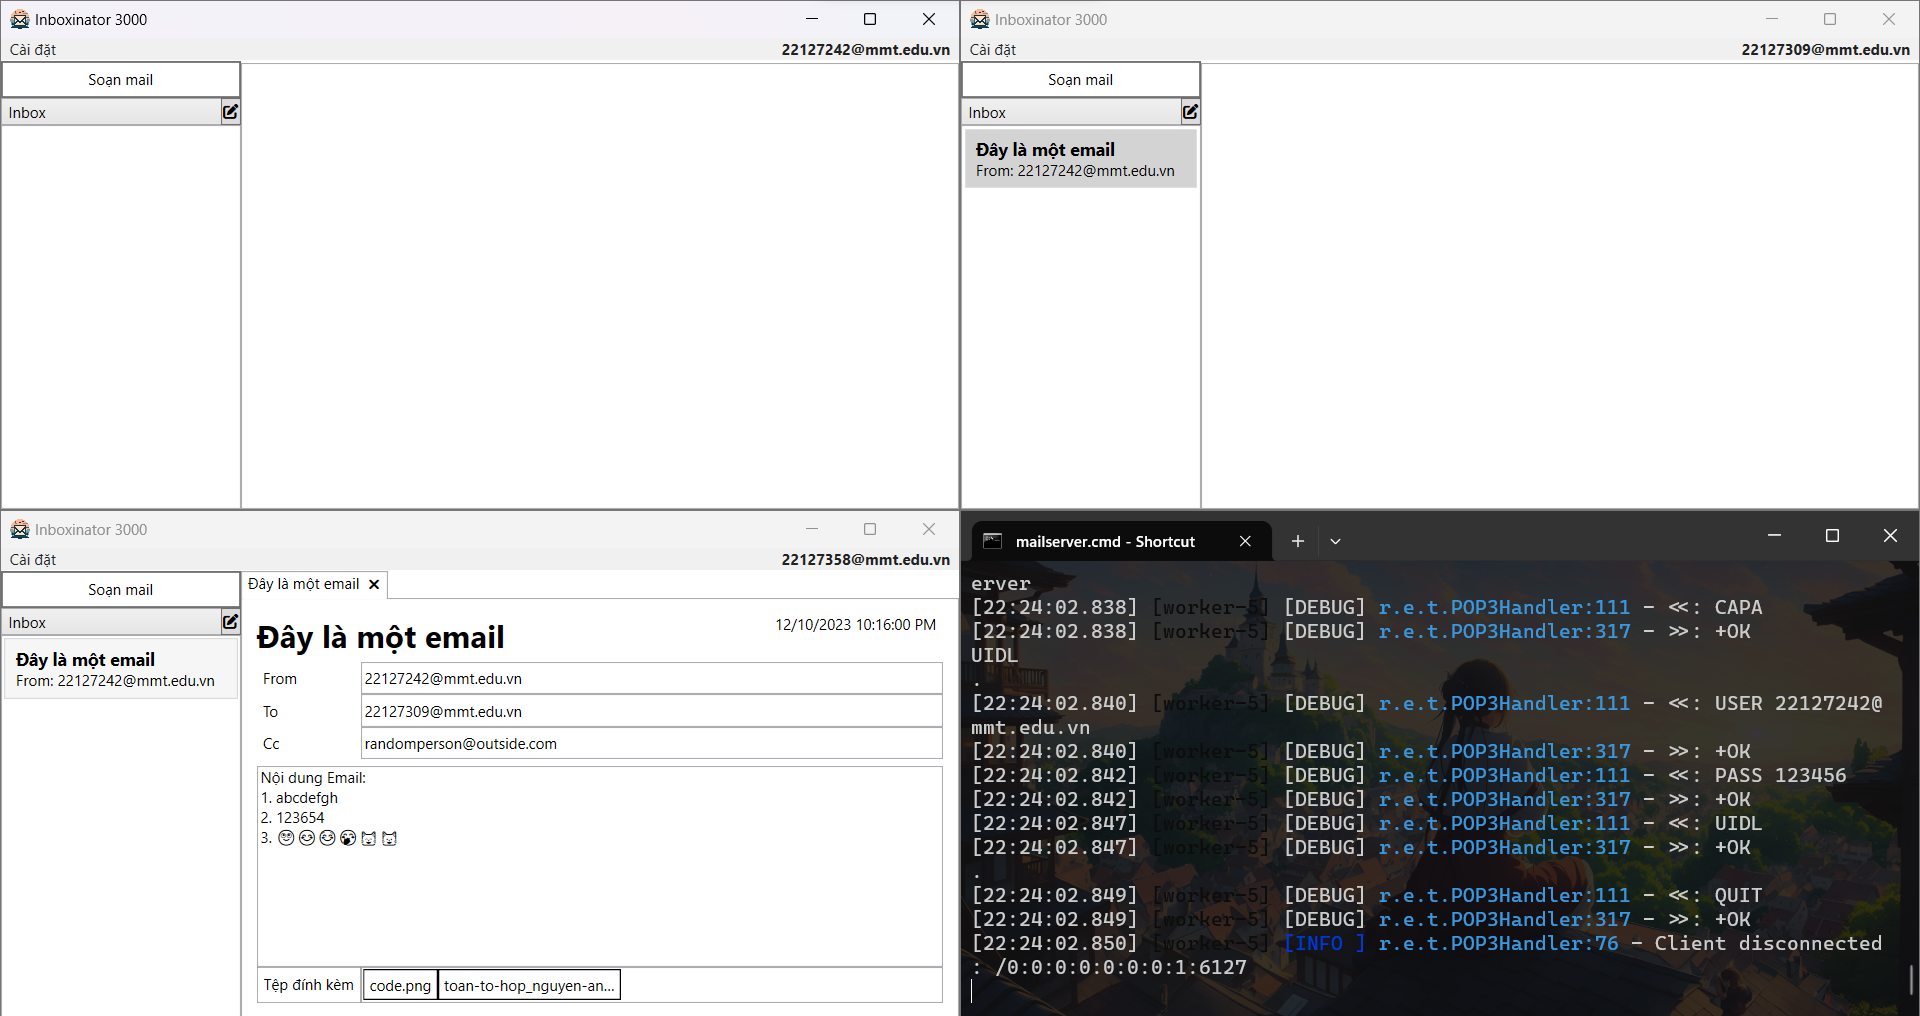 Inboxinator 3000
Cài đặt
22127242@mmt.edu.vn
Soạn mail
Inbox
Inboxinator 3000
Cài đặt
22127309@mmt.edu.vn
Soạn mail
Inbox
Đây là một email
From: 22127242@mmt.edu.vn
Inboxinator 3000
Cài đặt
22127358@mmt.edu.vn
Soạn mail
Inbox
Đây là một email
From: 22127242@mmt.edu.vn
Đây là một email
Đây là một email
12/10/2023 10:16:00 PM
From
22127242@mmt.edu.vn
To
22127309@mmt.edu.vn
Cc
randomperson@outside.com
Nội dung Email:
1. abcdefgh
2. 123654
3.
Tệp đính kèm
code.png
toan-to-hop_nguyen-an...
mailserver.cmd - Shortcut
erver
[22:24:02.838] [worker-5] [DEBUG] r.e.t.POP3Handler:111 - <<: CAPA
[22:24:02.838] [worker-5] [DEBUG] r.e.t.POP3Handler:317 - >>: +OK
UIDL
.
[22:24:02.840] [worker-5] [DEBUG] r.e.t.POP3Handler:111 - <<: USER 22127242@
mmt.edu.vn
[22:24:02.840] [worker-5] [DEBUG] r.e.t.POP3Handler:317 - >>: +OK
[22:24:02.842] [worker-5] [DEBUG] r.e.t.POP3Handler:111 - <<: PASS 123456
[22:24:02.842] [worker-5] [DEBUG] r.e.t.POP3Handler:317 - >>: +OK
[22:24:02.847] [worker-5] [DEBUG] r.e.t.POP3Handler:111 - <<: UIDL
[22:24:02.847] [worker-5] [DEBUG] r.e.t.POP3Handler:317 - >>: +OK
.
[22:24:02.849] [worker-5] [DEBUG] r.e.t.POP3Handler:111 - <<: QUIT
[22:24:02.849] [worker-5] [DEBUG] r.e.t.POP3Handler:317 - >>: +OK
[22:24:02.850] [worker-5] [INFO ] r.e.t.POP3Handler:76 - Client disconnected
: /0:0:0:0:0:0:0:1:6127